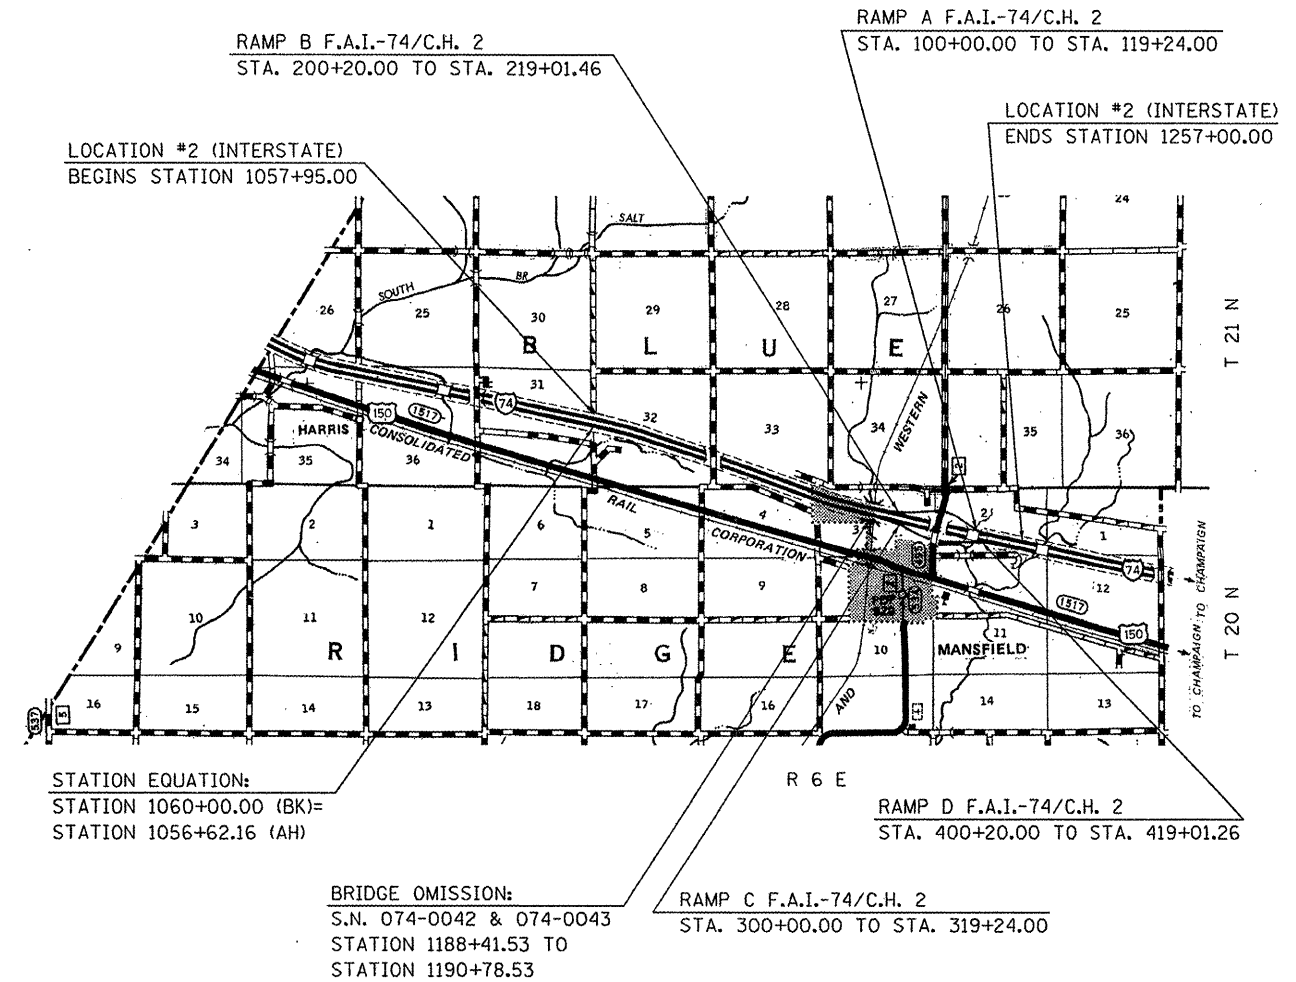 RAMP A F.A.I.-74/C.H. 2
STA. 100+00.00 TO STA. 119+24.00
RAMP B F.A.I.-74/C.H. 2
STA. 200+20.00 TO STA. 219+01.46
LOCATION #2 (INTERSTATE)
ENDS STATION 1257+00.00
LOCATION #2 (INTERSTATE)
BEGINS STATION 1057+95.00
24
SALT
BR
SOUTH
26 25 30 29 28 27 26 25
T 21 N
B L U E
31
74
150 1517
32 33 34 35 36
WESTERN
HARRIS
CONSOLIDATED
34 35 36
2
RAIL
CORPORATION
3 2 1 6 5 4 3 2 1
74
7 8 9 12
1517
150
10 11 12
R I D G E
9
10 11
MANSFIELD
T 20 N
TO CHAMPAIGN
TO CHAMPAIGN
16 15 14 13 18 17 16 14 13
AND
537
5
R 6 E
STATION EQUATION:
STATION 1060+00.00 (BK)=
STATION 1056+62.16 (AH)
RAMP D F.A.I.-74/C.H. 2
STA. 400+20.00 TO STA. 419+01.26
BRIDGE OMISSION:
S.N. 074-0042 & 074-0043
STATION 1188+41.53 TO
STATION 1190+78.53
RAMP C F.A.I.-74/C.H. 2
STA. 300+00.00 TO STA. 319+24.00